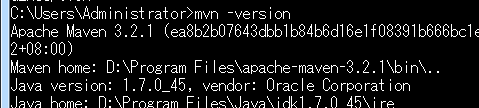 C:\Users\Administrator>mvn -version
Apache Maven 3.2.1 (ea8b2b07643dbb1b84b6d16e1f08391b666bc1e
2+08:00)
Maven home: D:\Program Files\apache-maven-3.2.1\bin\..
Java version: 1.7.0_45, vendor: Oracle Corporation
Java home: D:\Program Files\Java\jdk1.7.0_45\jre